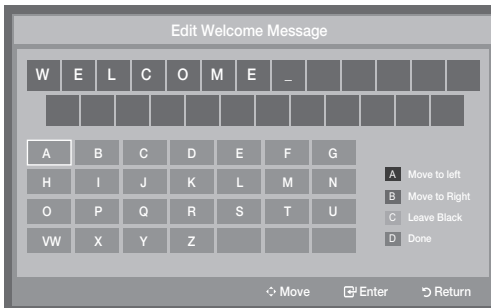 Edit Welcome Message
W E L C O M E _
A B C D E F G
H I J K L M N
O P Q R S T U
VW X Y Z
A Move to left
B Move to Right
C Leave Black
D Done
Move Enter Return